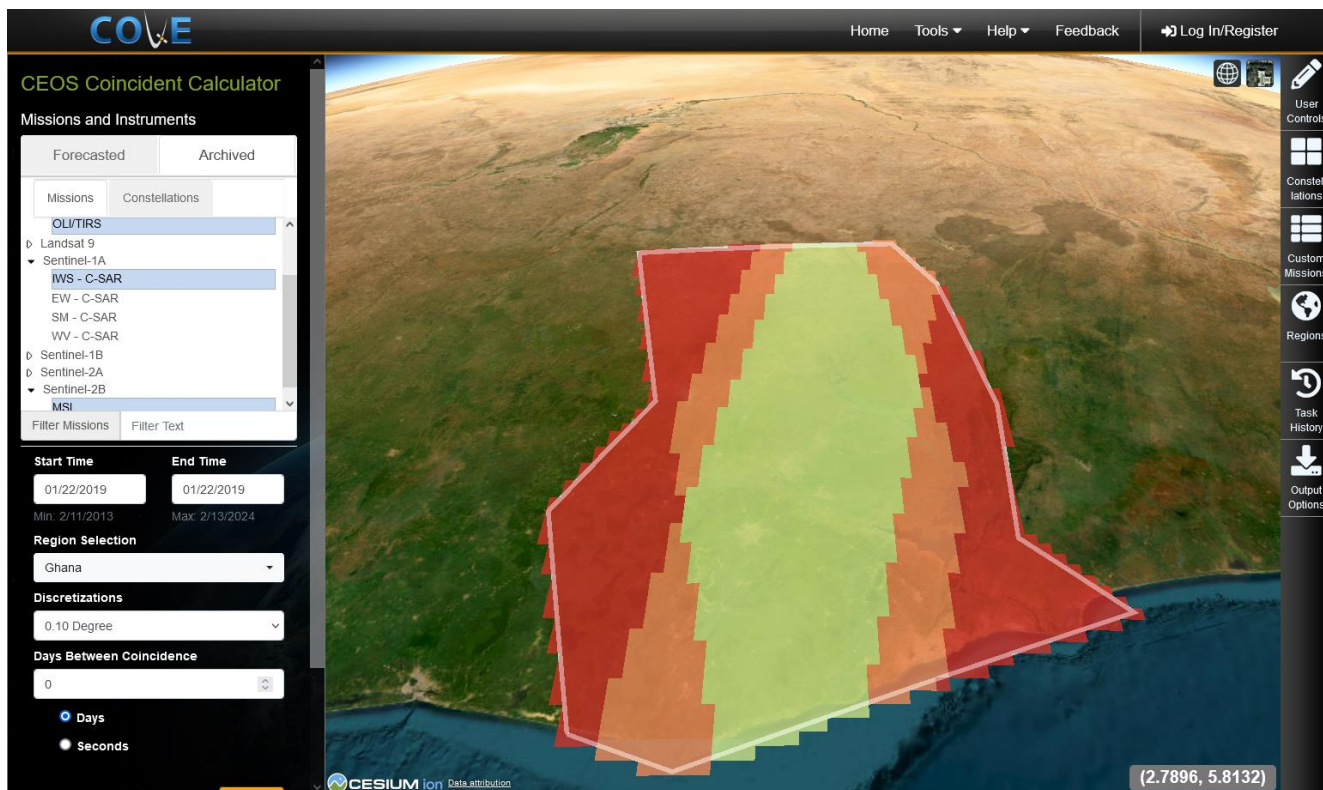 COVE
Home Tools Help Feedback Log In/Register
CEOS Coincident Calculator
Missions and Instruments
Forecasted Archived
Missions Constellations
OLI/TIRS
Landsat 9
Sentinel-1A
IWS - C-SAR
EW - C-SAR
SM - C-SAR
WV - C-SAR
Sentinel-1B
Sentinel-2A
Sentinel-2B
MSI
Filter Missions Filter Text
Start Time End Time
01/22/2019 01/22/2019
Min: 2/11/2013 Max: 2/13/2024
Region Selection
Ghana
Discretizations
0.10 Degree
Days Between Coincidence
0
Days
Seconds
User
Controls
Constel
lations
Custom
Missions
Regions
Task
History
Output
Options
CESIUM ion Data attribution
(2.7896, 5.8132)